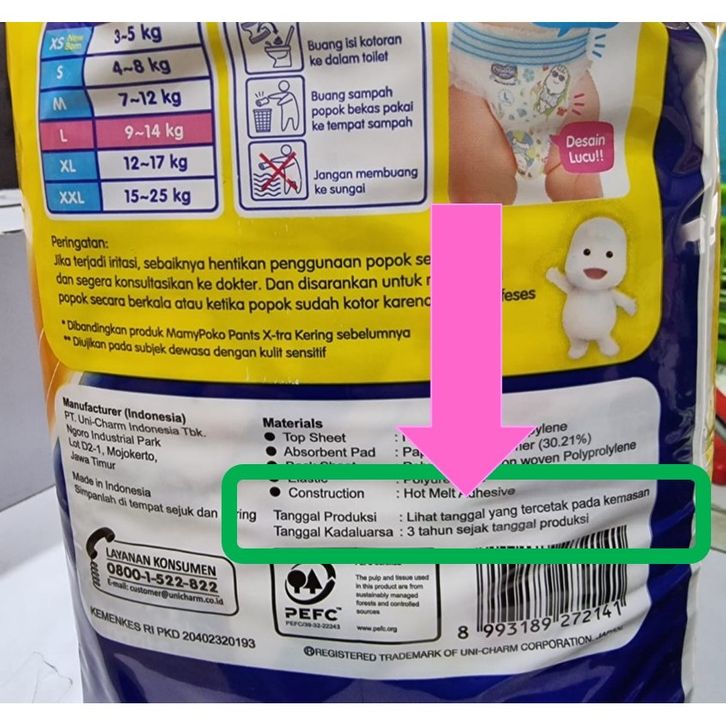 XS New Born 3~5 kg
S 4~8 kg
M 7~12 kg
L 9~14 kg
XL 12~17 kg
XXL 15~25 kg
Buang isi kotoran
ke dalam toilet
Buang sampah
popok bekas pakai
ke tempat sampah
Jangan membuang
ke sungai
L
Desain
Lucu!!
Peringatan:
Jika terjadi iritasi, sebaiknya hentikan penggunaan popok
dan segera konsultasikan ke dokter. Dan disarankan untuk
popok secara berkala atau ketika popok sudah kotor feses
* Dibandingkan produk MamyPoko Pants X-tra Kering sebelumnya
** Diujikan pada subjek dewasa dengan kulit sensitif
Manufacturer (Indonesia)
PT. Uni-Charm Indonesia Tbk.
Ngoro Industrial Park
Lot D2-1, Mojokerto,
Jawa Timur
Made in Indonesia
Simpanlah di tempat sejuk dan
Materials
Top Sheet :
Absorbent Pad : (30.21%)
woven Polyprolylene
Construction : Hot Melt Adhesive
Tanggal Produksi : Lihat tanggal yang tercetak pada kemasan
Tanggal Kadaluarsa : 3 tahun sejak tanggal produksi
LAYANAN KONSUMEN
0800-1-522-822
E-mail: customer@unicharm.co.id
KEMENKES RI PKD 20402320193
PEFC™
PEFC/39-32-22243
The pulp and tissue used
in this product are from
sustainably managed
forests and controlled
sources
www.pefc.org
8 993189 272141
®REGISTERED TRADEMARK OF UNI-CHARM CORPORATION, JAPAN